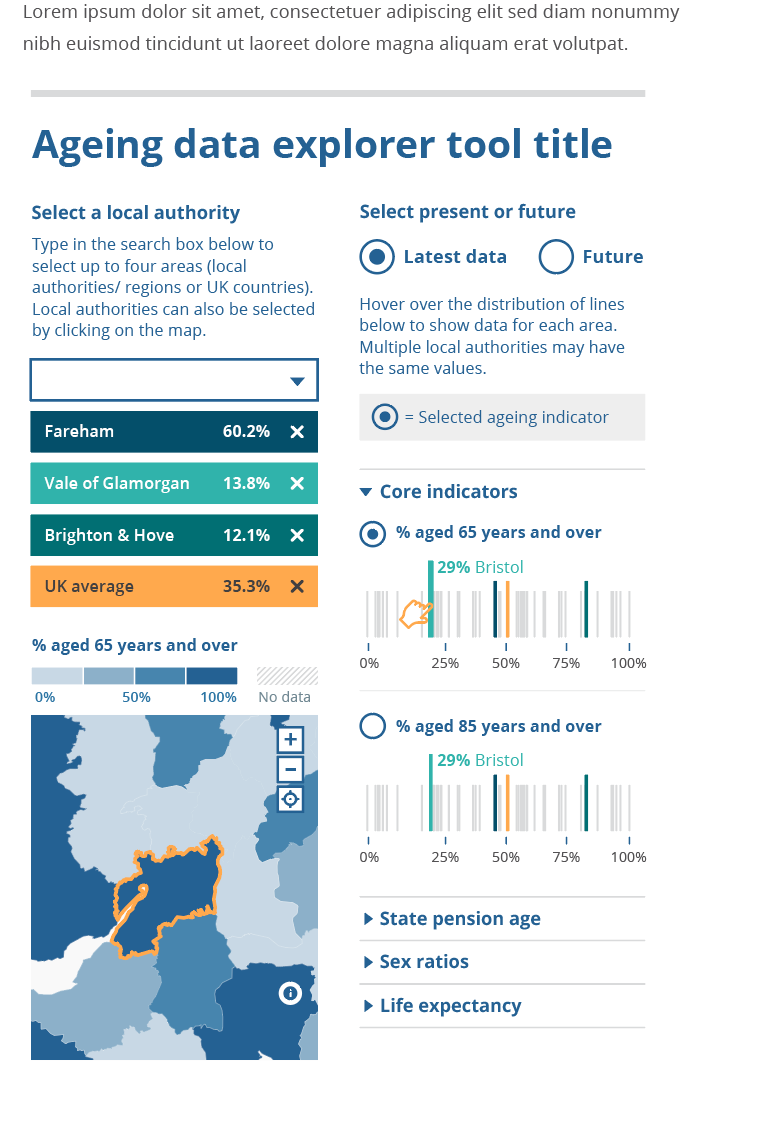 Lorem ipsum dolor sit amet, consectetuer adipiscing elit sed diam nonummy
nibh euismod tincidunt ut laoreet dolore magna aliquam erat volutpat.
Ageing data explorer tool title
Select a local authority
Type in the search box below to
select up to four areas (local
authorities/ regions or UK countries).
Local authorities can also be selected
by clicking on the map.
Fareham 60.2% ✕
Vale of Glamorgan 13.8% ✕
Brighton & Hove 12.1% ✕
UK average 35.3% ✕
% aged 65 years and over
0% 50% 100% No data
+
−
i
Select present or future
Latest data Future
Hover over the distribution of lines
below to show data for each area.
Multiple local authorities may have
the same values.
= Selected ageing indicator
Core indicators
% aged 65 years and over
29% Bristol
0% 25% 50% 75% 100%
% aged 85 years and over
29% Bristol
0% 25% 50% 75% 100%
State pension age
Sex ratios
Life expectancy